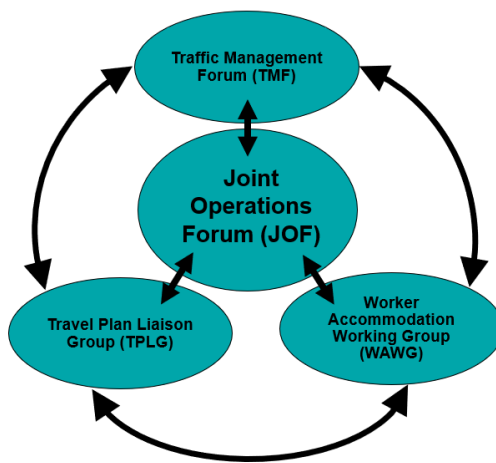 Traffic Management
Forum (TMF)
Joint
Operations
Forum (JOF)
Travel Plan Liaison
Group (TPLG)
Worker
Accommodation
Working Group
(WAWG)